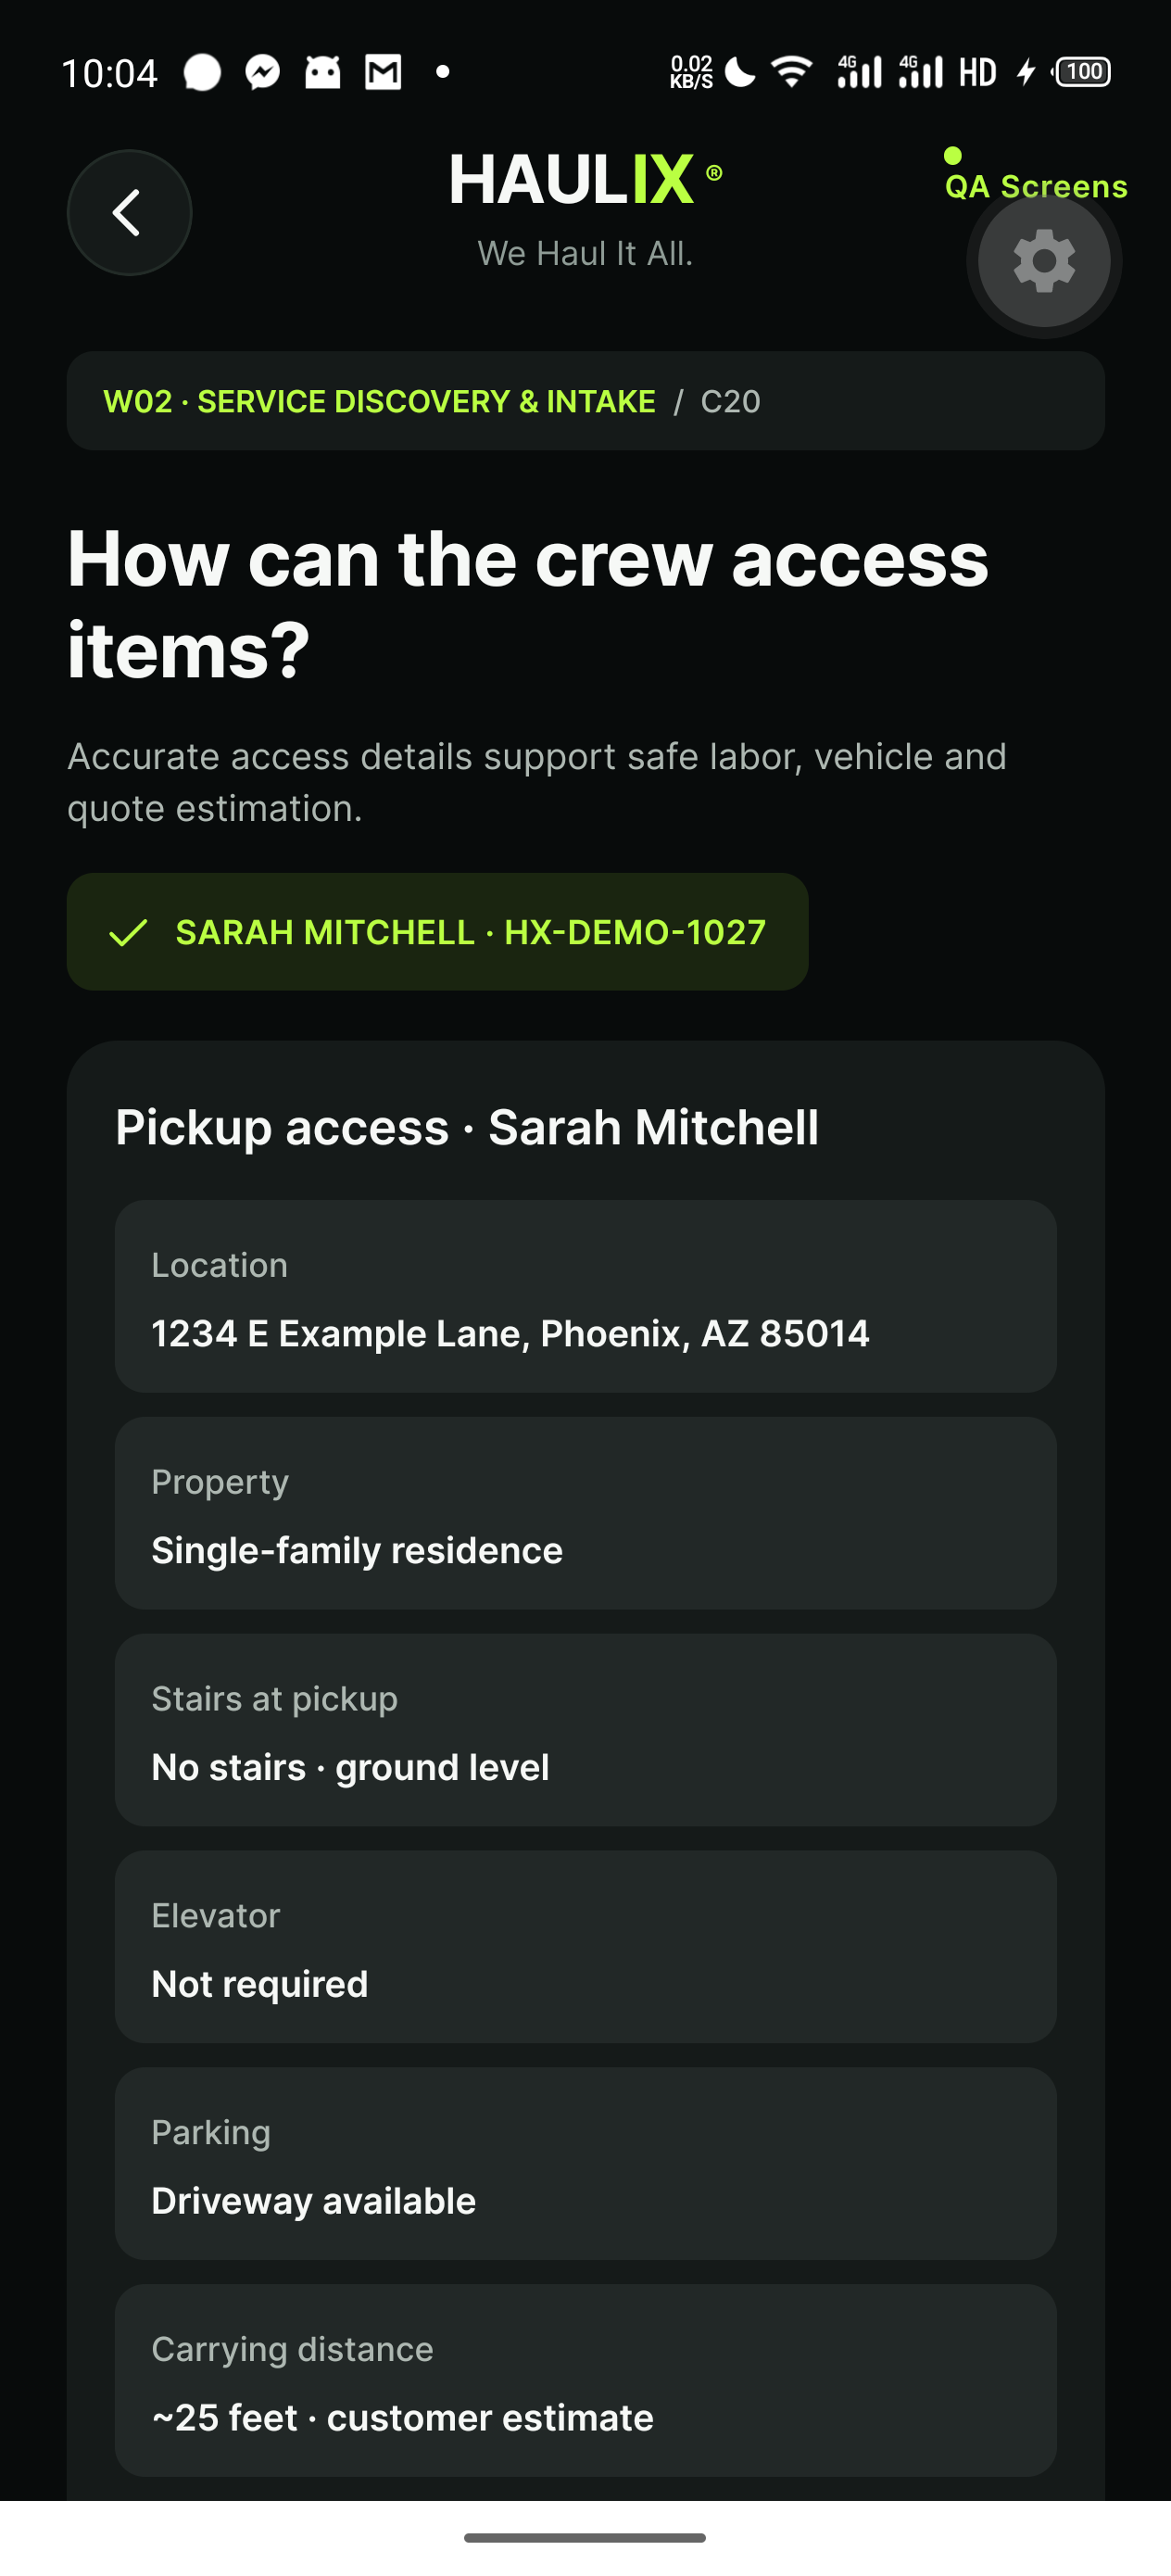 10:04
0.02 KB/S
4G 4G HD 100
HAULIX®
We Haul It All.
QA Screens
W02 · SERVICE DISCOVERY & INTAKE / C20
How can the crew access
items?
Accurate access details support safe labor, vehicle and
quote estimation.
SARAH MITCHELL · HX-DEMO-1027
Pickup access · Sarah Mitchell
Location
1234 E Example Lane, Phoenix, AZ 85014
Property
Single-family residence
Stairs at pickup
No stairs · ground level
Elevator
Not required
Parking
Driveway available
Carrying distance
~25 feet · customer estimate